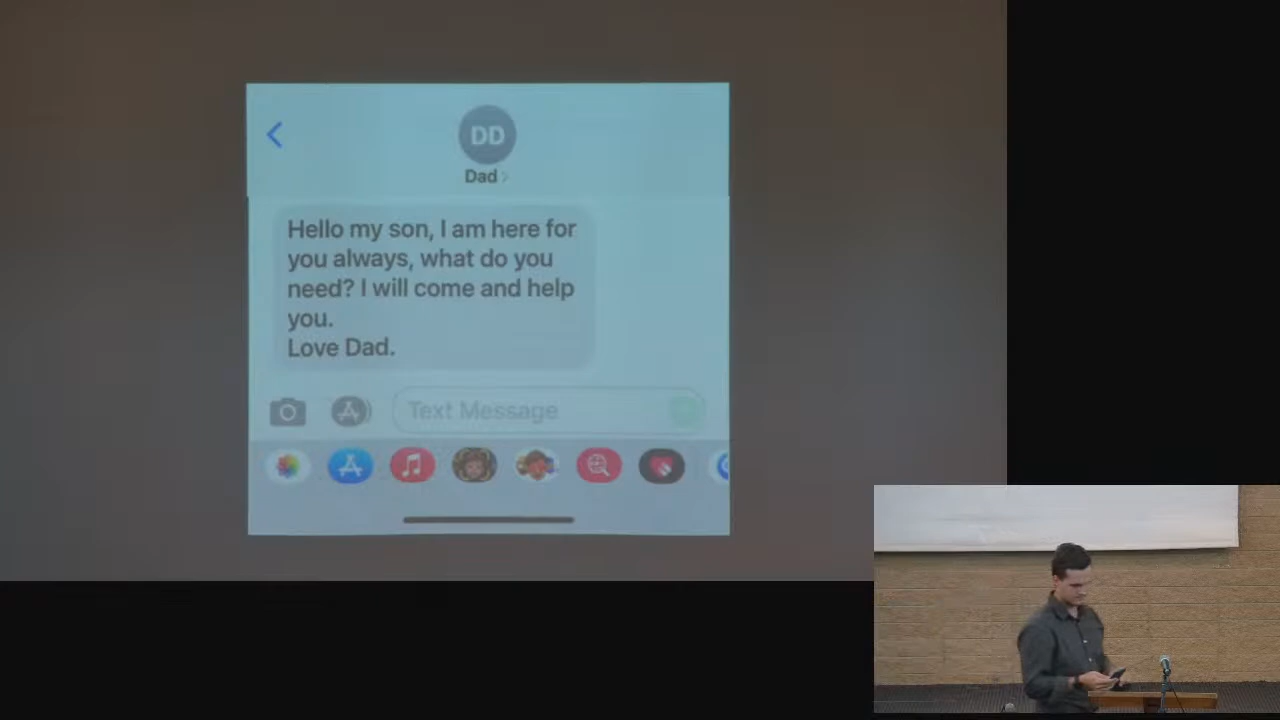 DD
Dad >
Hello my son, I am here for
you always, what do you
need? I will come and help
you.
Love Dad.
Text Message